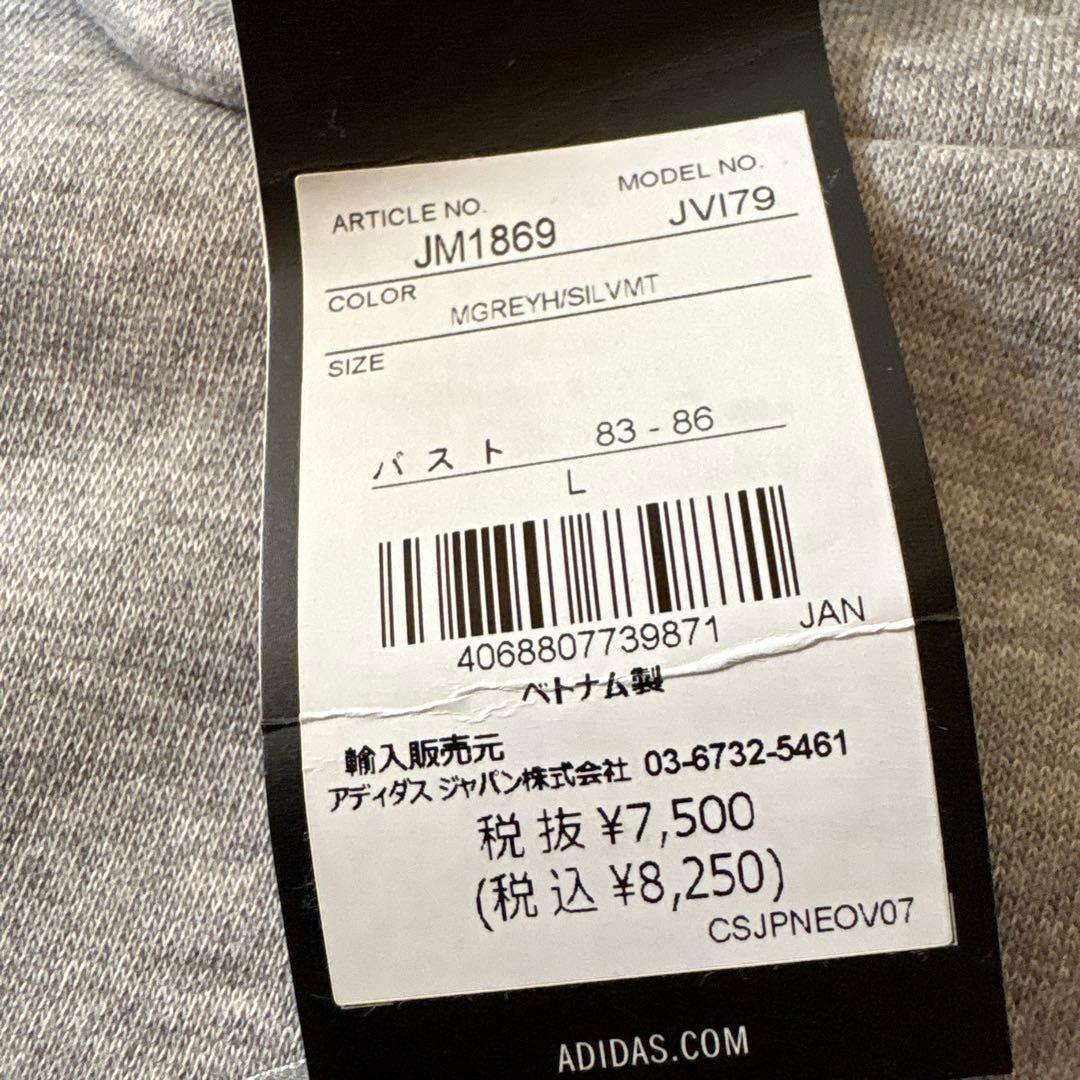 ARTICLE NO. MODEL NO.
JM1869 JVI79
COLOR
MGREYH/SILVMT
SIZE
バスト 83 - 86
L
4068807739871 JAN
ベトナム製
輸入販売元
アディダス ジャパン株式会社 03-6732-5461
税抜 ¥7,500
(税込 ¥8,250)
CSJPNEOV07
ADIDAS.COM